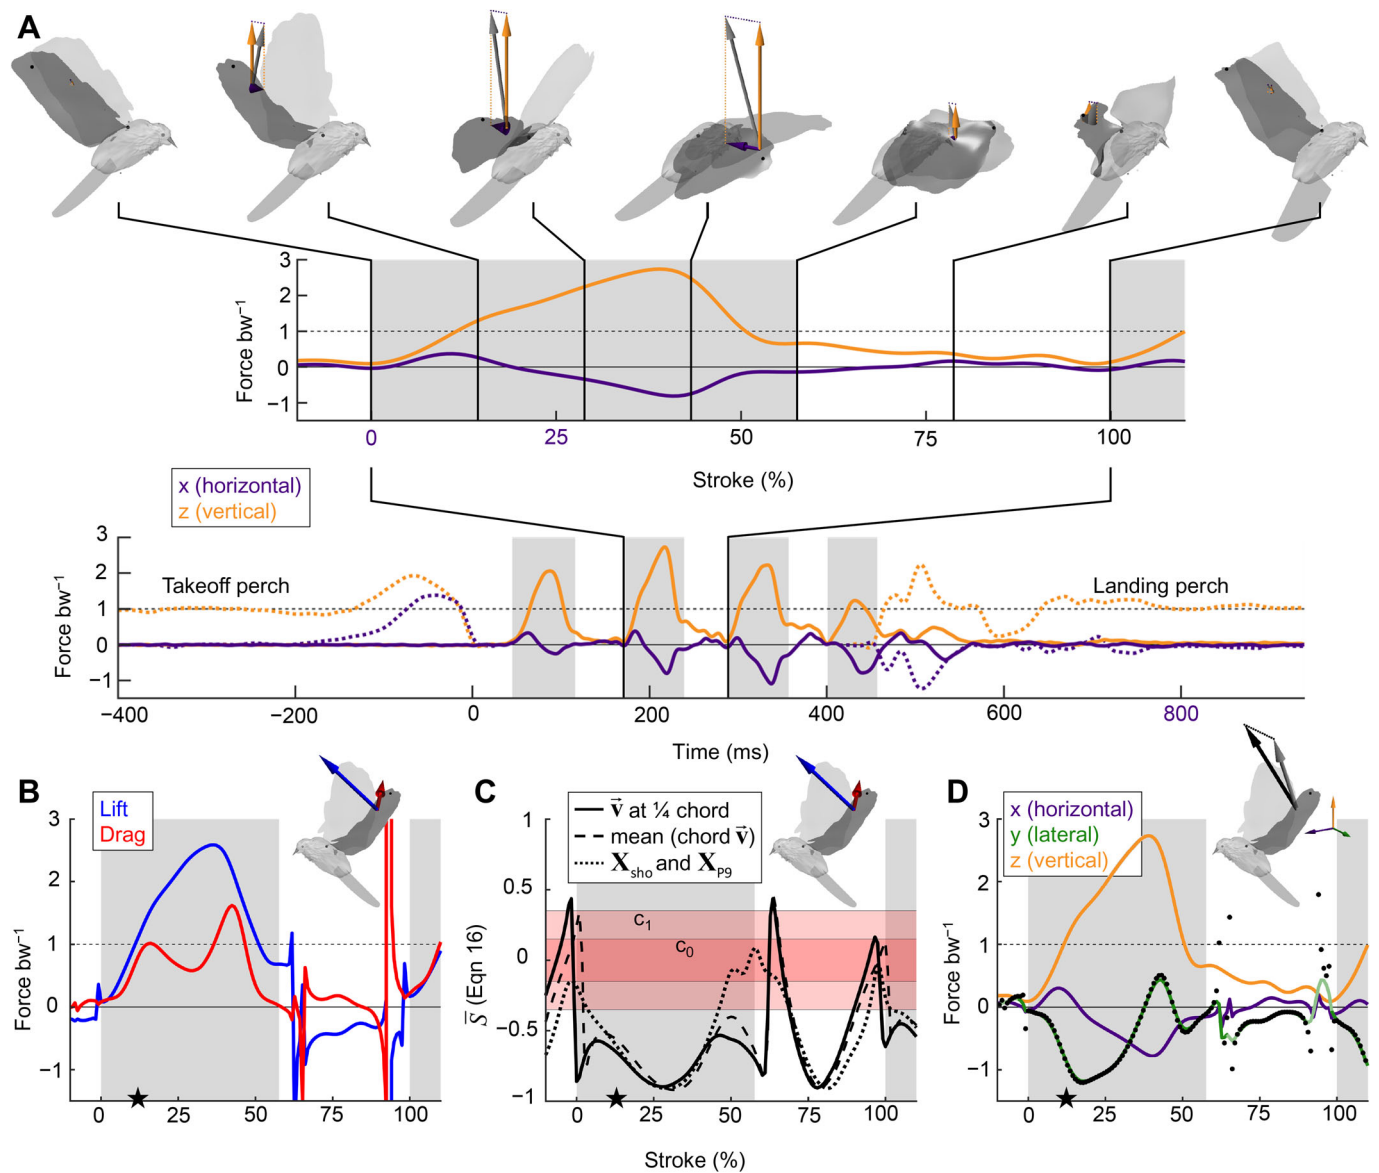 A
3
2
1
0
−1
Force bw⁻¹
0 25 50 75 100
Stroke (%)
x (horizontal)
z (vertical)
3
2
1
0
−1
Force bw⁻¹
Takeoff perch
Landing perch
−400 −200 0 200 400 600 800
Time (ms)
B
Lift
Drag
3
2
1
0
−1
Force bw⁻¹
0 25 50 75 100
C
v⃗ at ¼ chord
mean (chord v⃗)
X_sho and X_P9
1
0.5
0
−0.5
−1
S̅ (Eqn 16)
c₁
c₀
0 25 50 75 100
Stroke (%)
D
x (horizontal)
y (lateral)
z (vertical)
3
2
1
0
−1
Force bw⁻¹
0 25 50 75 100